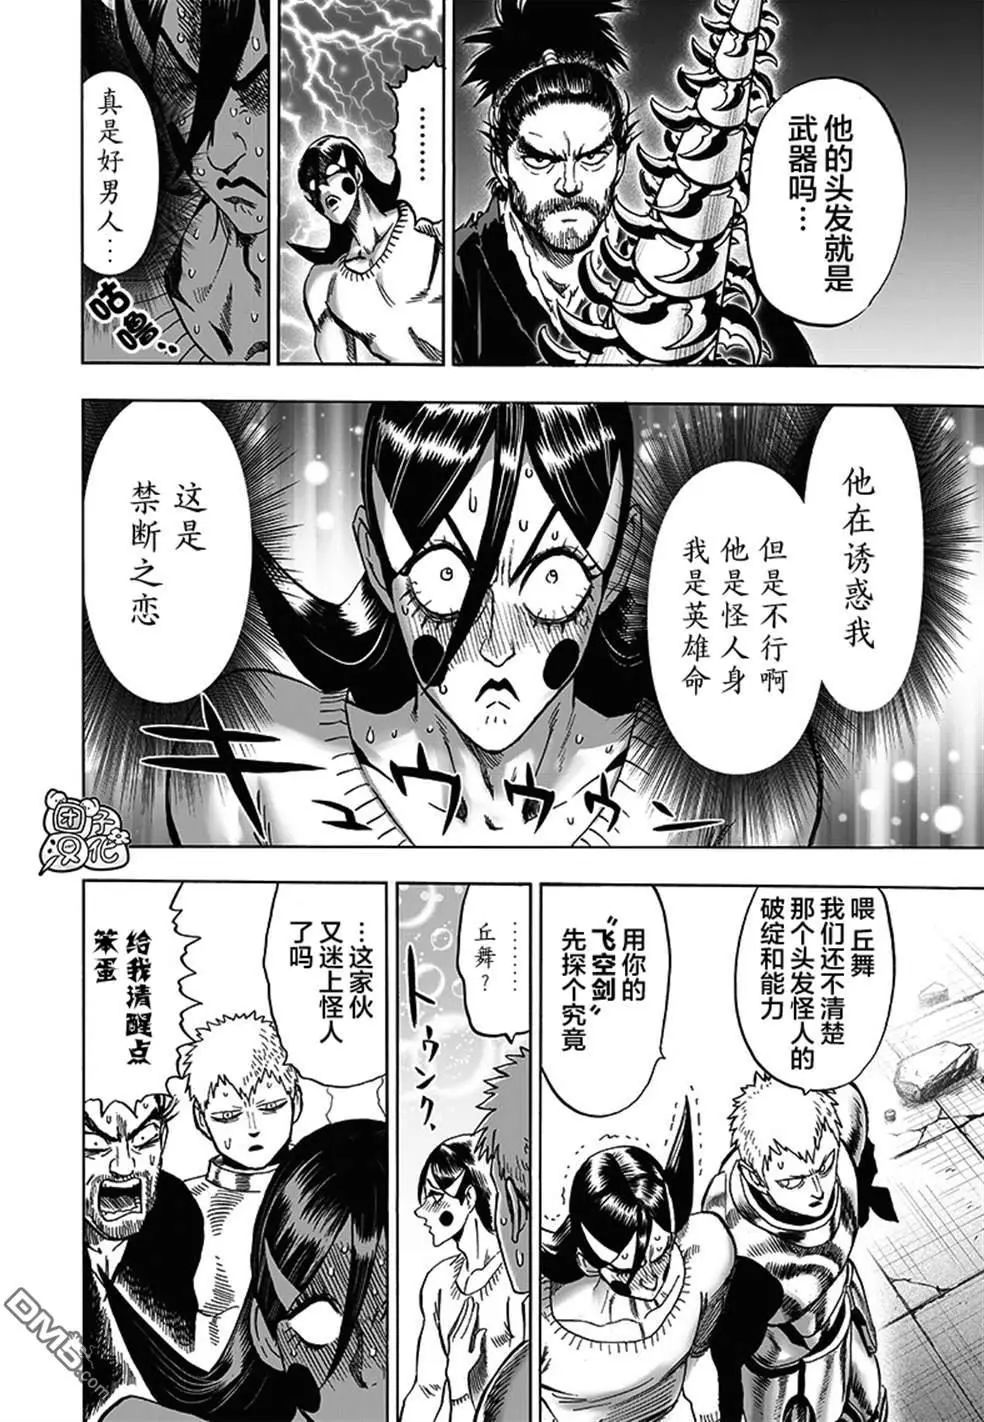 他的头发就是
武器吗…
………
真是好男人…
咕噜..
他在诱惑我
但是不行啊
他是怪人身
我是英雄命
这是
禁断之恋
キュウゥゥン
喂 丘舞
我们还不清楚
那个头发怪人的
破绽和能力
用你的
〝飞空剑〞
先探个究竟
………
丘舞?
トゥンク
…这家伙
又迷上怪人
了吗
给我清醒点
笨蛋
团子
汉化
DM5